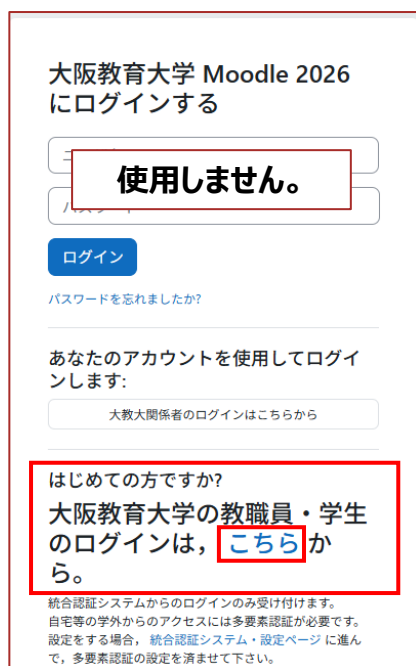 大阪教育大学 Moodle 2026
にログインする
使用しません。
ログイン
パスワードを忘れましたか?
あなたのアカウントを使用してログイ
ンします:
大教大関係者のログインはこちらから
はじめての方ですか?
大阪教育大学の教職員・学生
のログインは， こちら か
ら。
統合認証システムからのログインのみ受け付けます。
自宅等の学外からのアクセスには多要素認証が必要です。
設定をする場合， 統合認証システム・設定ページ に進ん
で，多要素認証の設定を済ませて下さい。